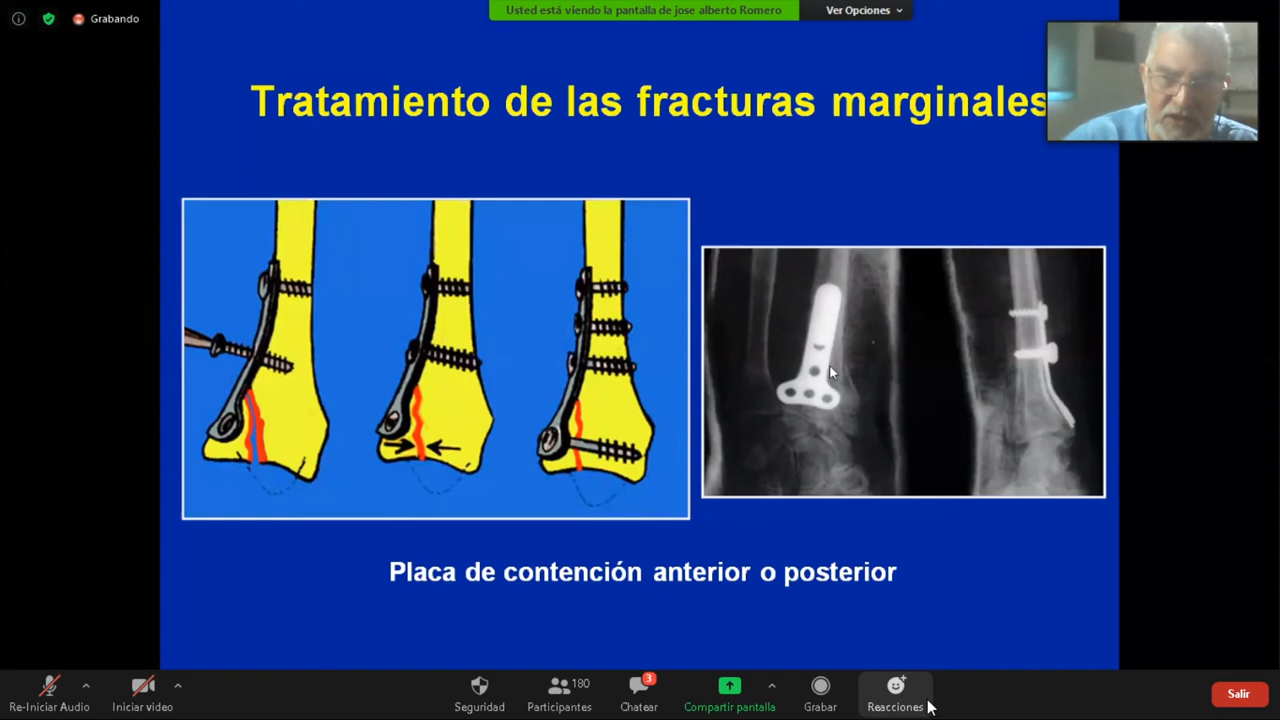 Grabando
Usted está viendo la pantalla de jose alberto Romero
Ver Opciones
Tratamiento de las fracturas marginales
Placa de contención anterior o posterior
Re-Iniciar Audio
Iniciar video
Seguridad
180
Participantes
3
Chatear
Compartir pantalla
Grabar
Reacciones
Salir